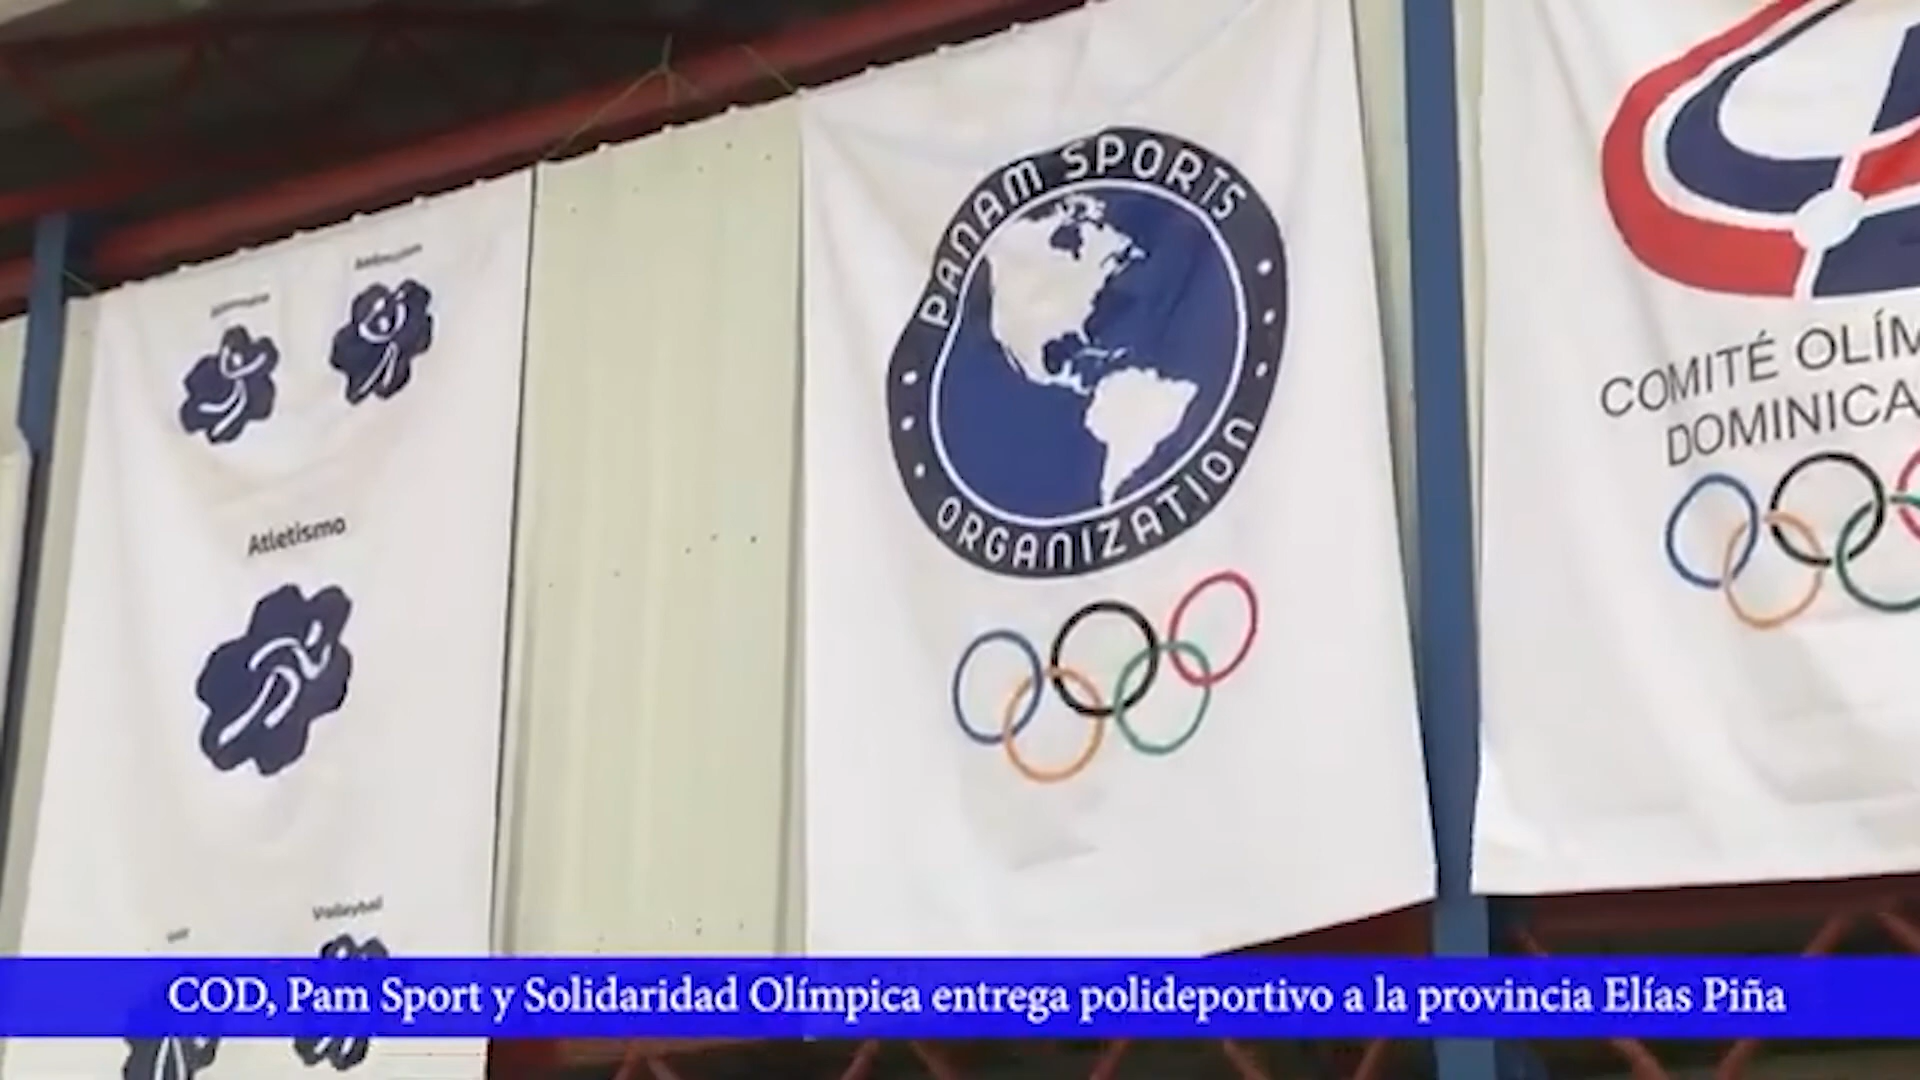 Atletismo
Volleybal
PANAM SPORTS
ORGANIZATION
COMITÉ OLÍM
DOMINICA
COD, Pam Sport y Solidaridad Olímpica entrega polideportivo a la provincia Elías Piña